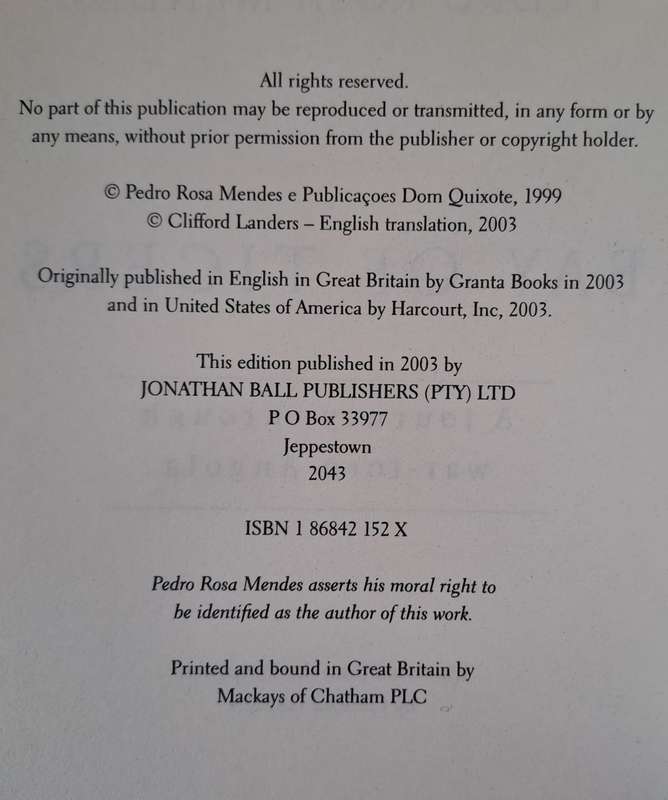 All rights reserved.
No part of this publication may be reproduced or transmitted, in any form or by
any means, without prior permission from the publisher or copyright holder.
© Pedro Rosa Mendes e Publicaçoes Dom Quixote, 1999
© Clifford Landers – English translation, 2003
Originally published in English in Great Britain by Granta Books in 2003
and in United States of America by Harcourt, Inc, 2003.
This edition published in 2003 by
JONATHAN BALL PUBLISHERS (PTY) LTD
P O Box 33977
Jeppestown
2043
ISBN 1 86842 152 X
Pedro Rosa Mendes asserts his moral right to
be identified as the author of this work.
Printed and bound in Great Britain by
Mackays of Chatham PLC